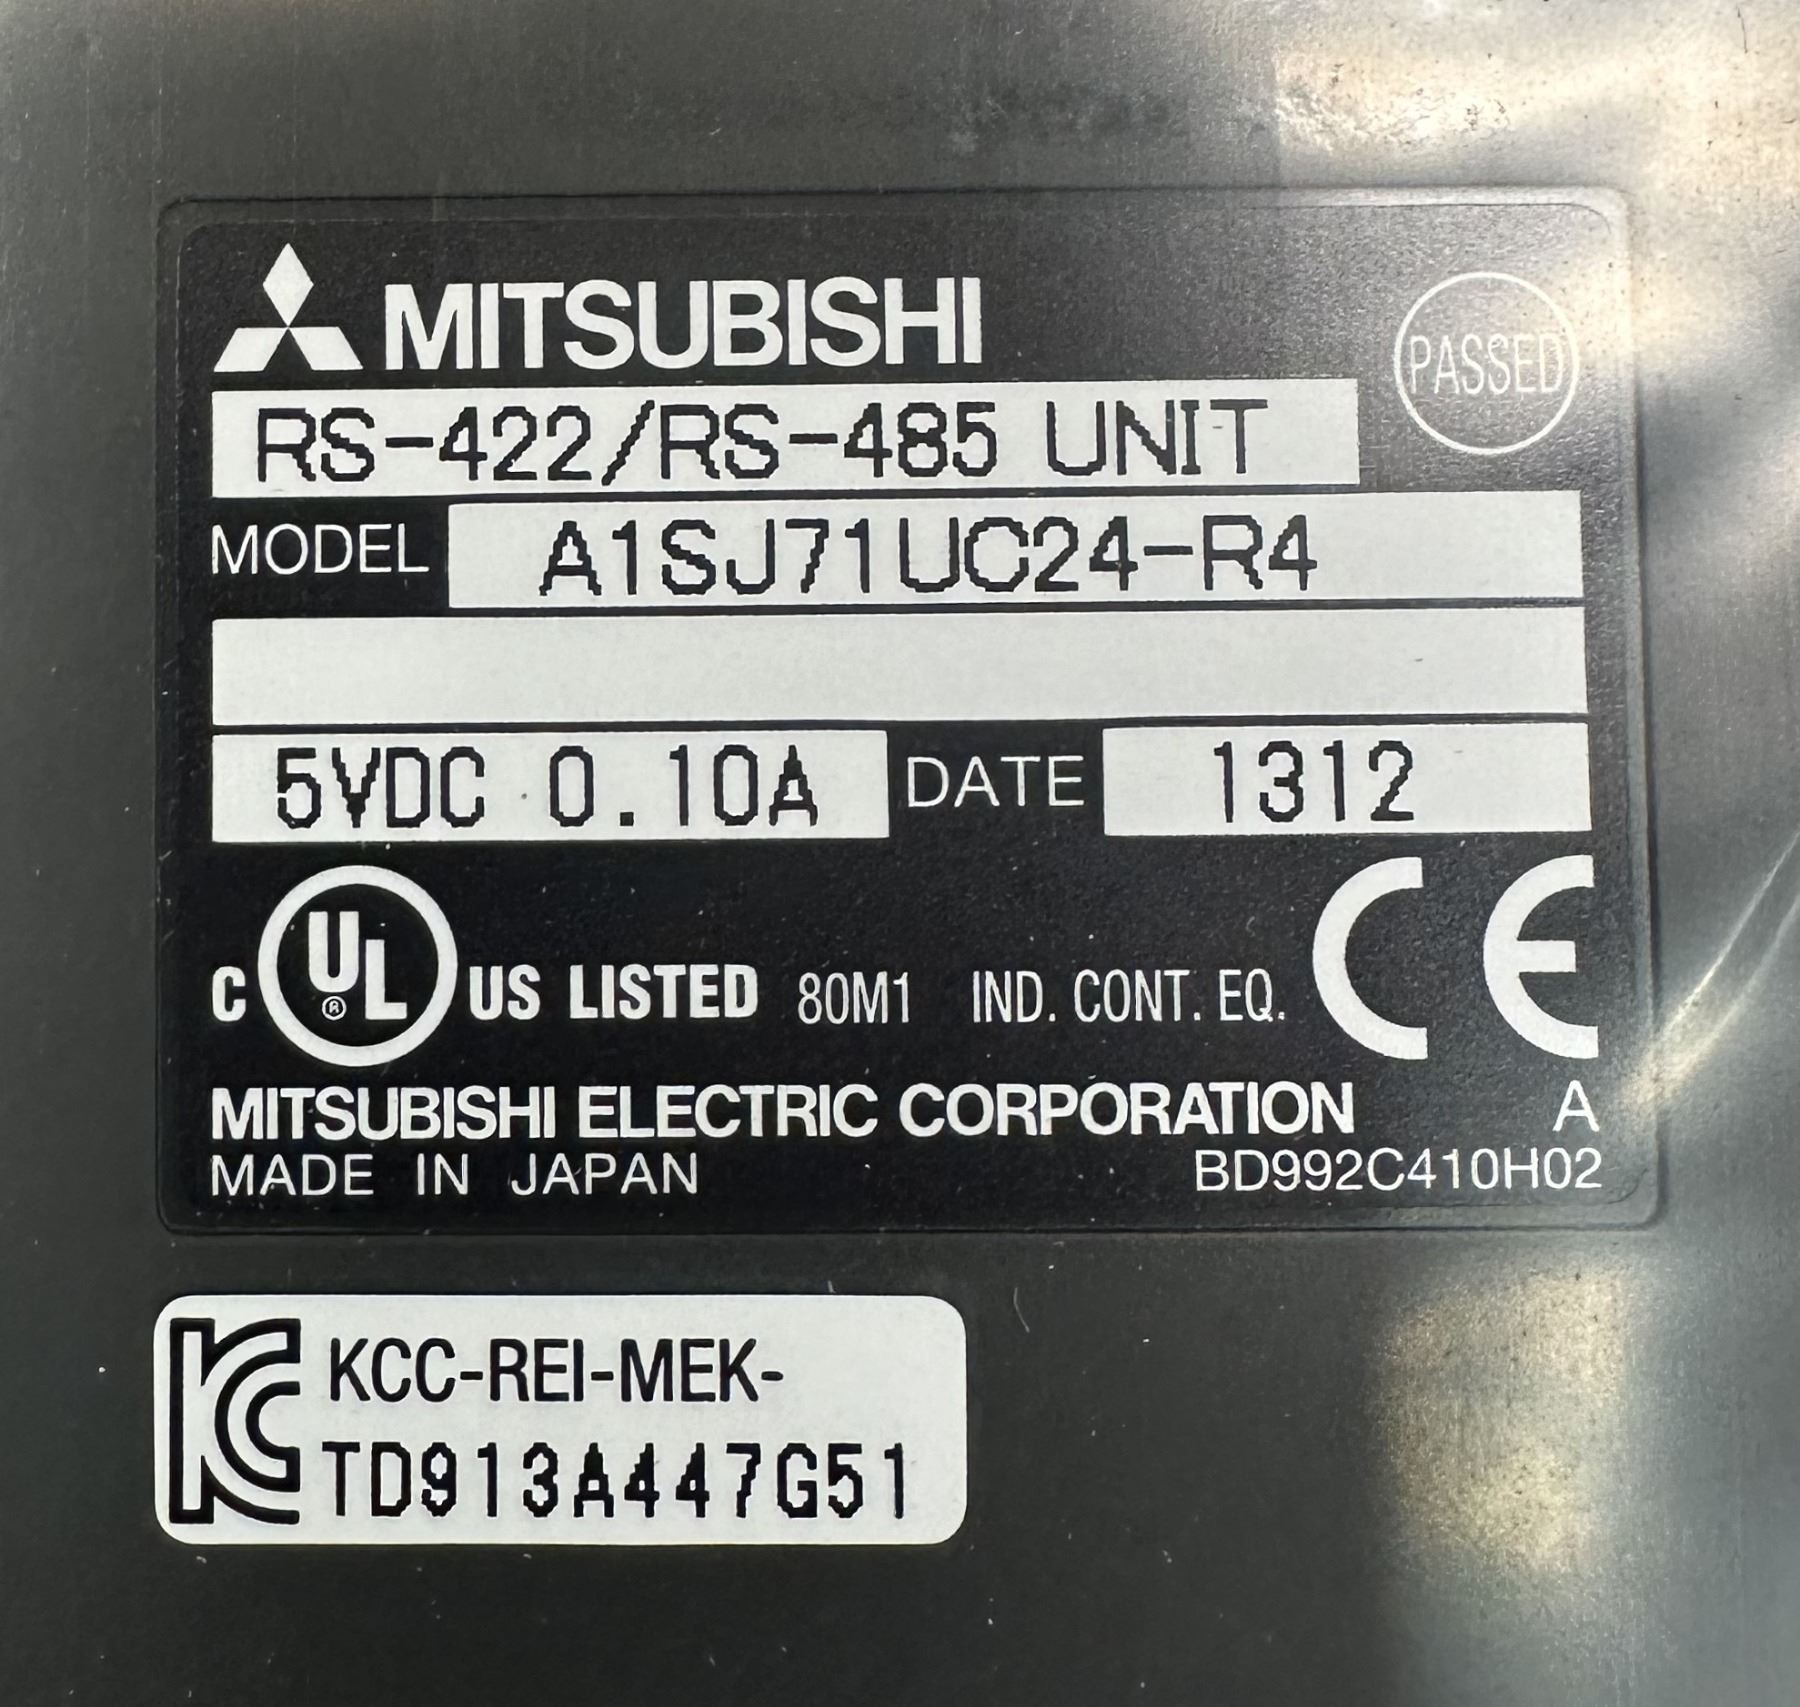 MITSUBISHI
PASSED
RS-422/RS-485 UNIT
MODEL A1SJ71UC24-R4
5VDC 0.10A DATE 1312
C UL ® US LISTED 80M1 IND. CONT. EQ. CE
MITSUBISHI ELECTRIC CORPORATION A
MADE IN JAPAN BD992C410H02
KC KCC-REI-MEK-
TD913A447G51